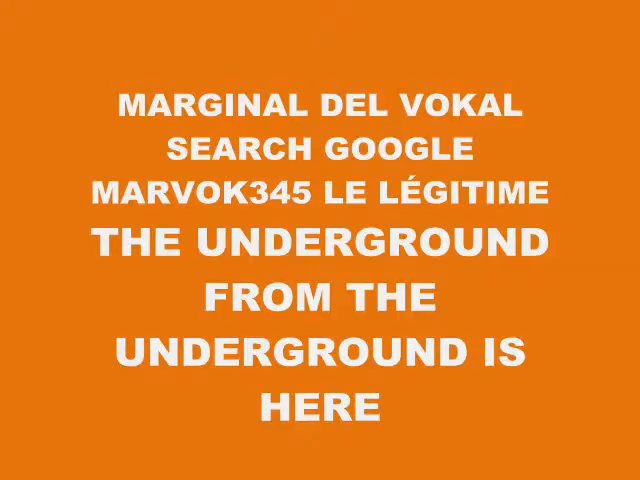 MARGINAL DEL VOKAL
SEARCH GOOGLE
MARVOK345 LE LÉGITIME
THE UNDERGROUND
FROM THE
UNDERGROUND IS
HERE